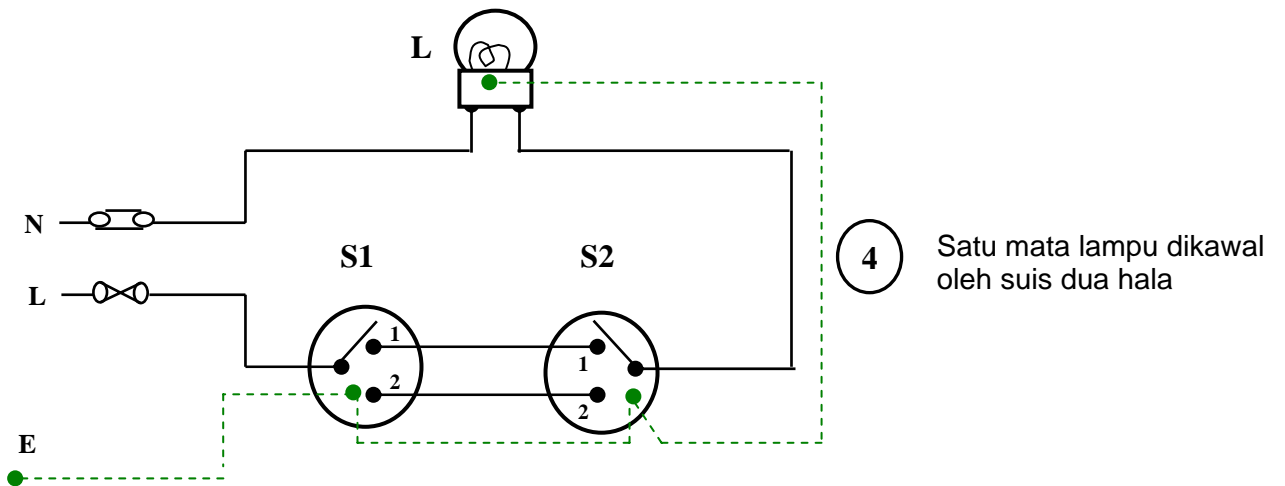 L
N
S1
S2
4
Satu mata lampu dikawal
oleh suis dua hala
L
1
1
2
2
E